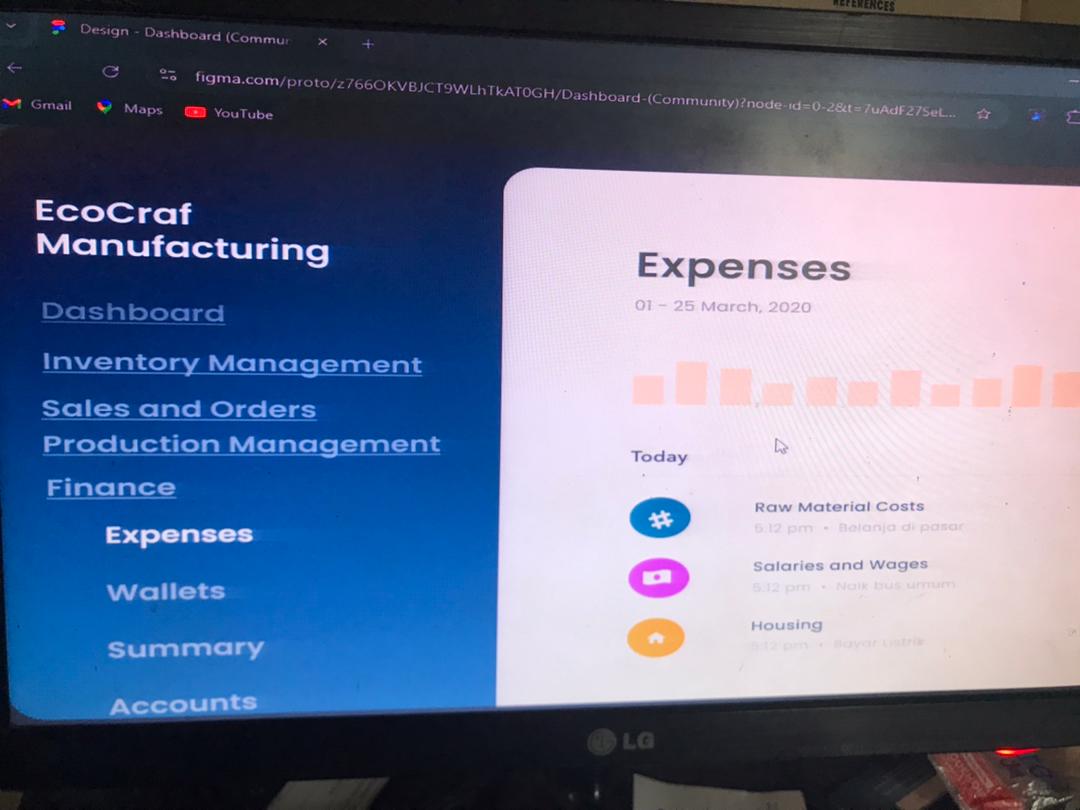 REFERENCES
Design - Dashboard (Commur
figma.com/proto/z766OKVBJCT9WLhTkAT0GH/Dashboard-(Community)?node-id=0-2&t=7uAdF27SeL...
Gmail Maps YouTube
EcoCraf
Manufacturing
Dashboard
Inventory Management
Sales and Orders
Production Management
Finance
Expenses
Wallets
Summary
Accounts
Expenses
01 - 25 March, 2020
Today
Raw Material Costs
5:12 pm • Belanja di pasar
Salaries and Wages
5:12 pm • Naik bus umum
Housing
5:12 pm • Bayar Listrik
LG